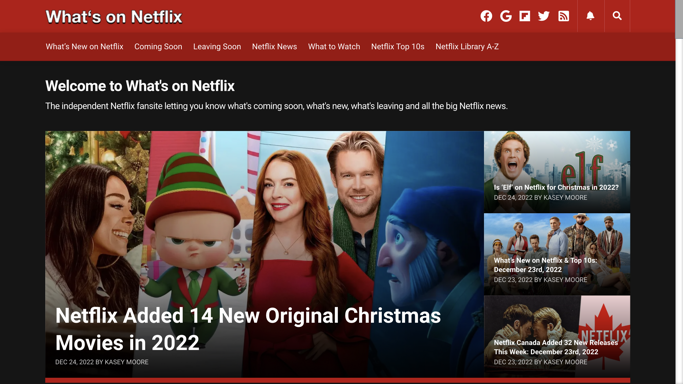 What's on Netflix
What's New on Netflix
Coming Soon
Leaving Soon
Netflix News
What to Watch
Netflix Top 10s
Netflix Library A-Z
Welcome to What's on Netflix
The independent Netflix fansite letting you know what's coming soon, what's new, what's leaving and all the big Netflix news.
Netflix Added 14 New Original Christmas
Movies in 2022
DEC 24, 2022 BY KASEY MOORE
elf
Is 'Elf' on Netflix for Christmas in 2022?
DEC 24, 2022 BY KASEY MOORE
What's New on Netflix & Top 10s:
December 23rd, 2022
DEC 23, 2022 BY KASEY MOORE
NETFLIX
Netflix Canada Added 32 New Releases
This Week: December 23rd, 2022
DEC 23, 2022 BY KASEY MOORE